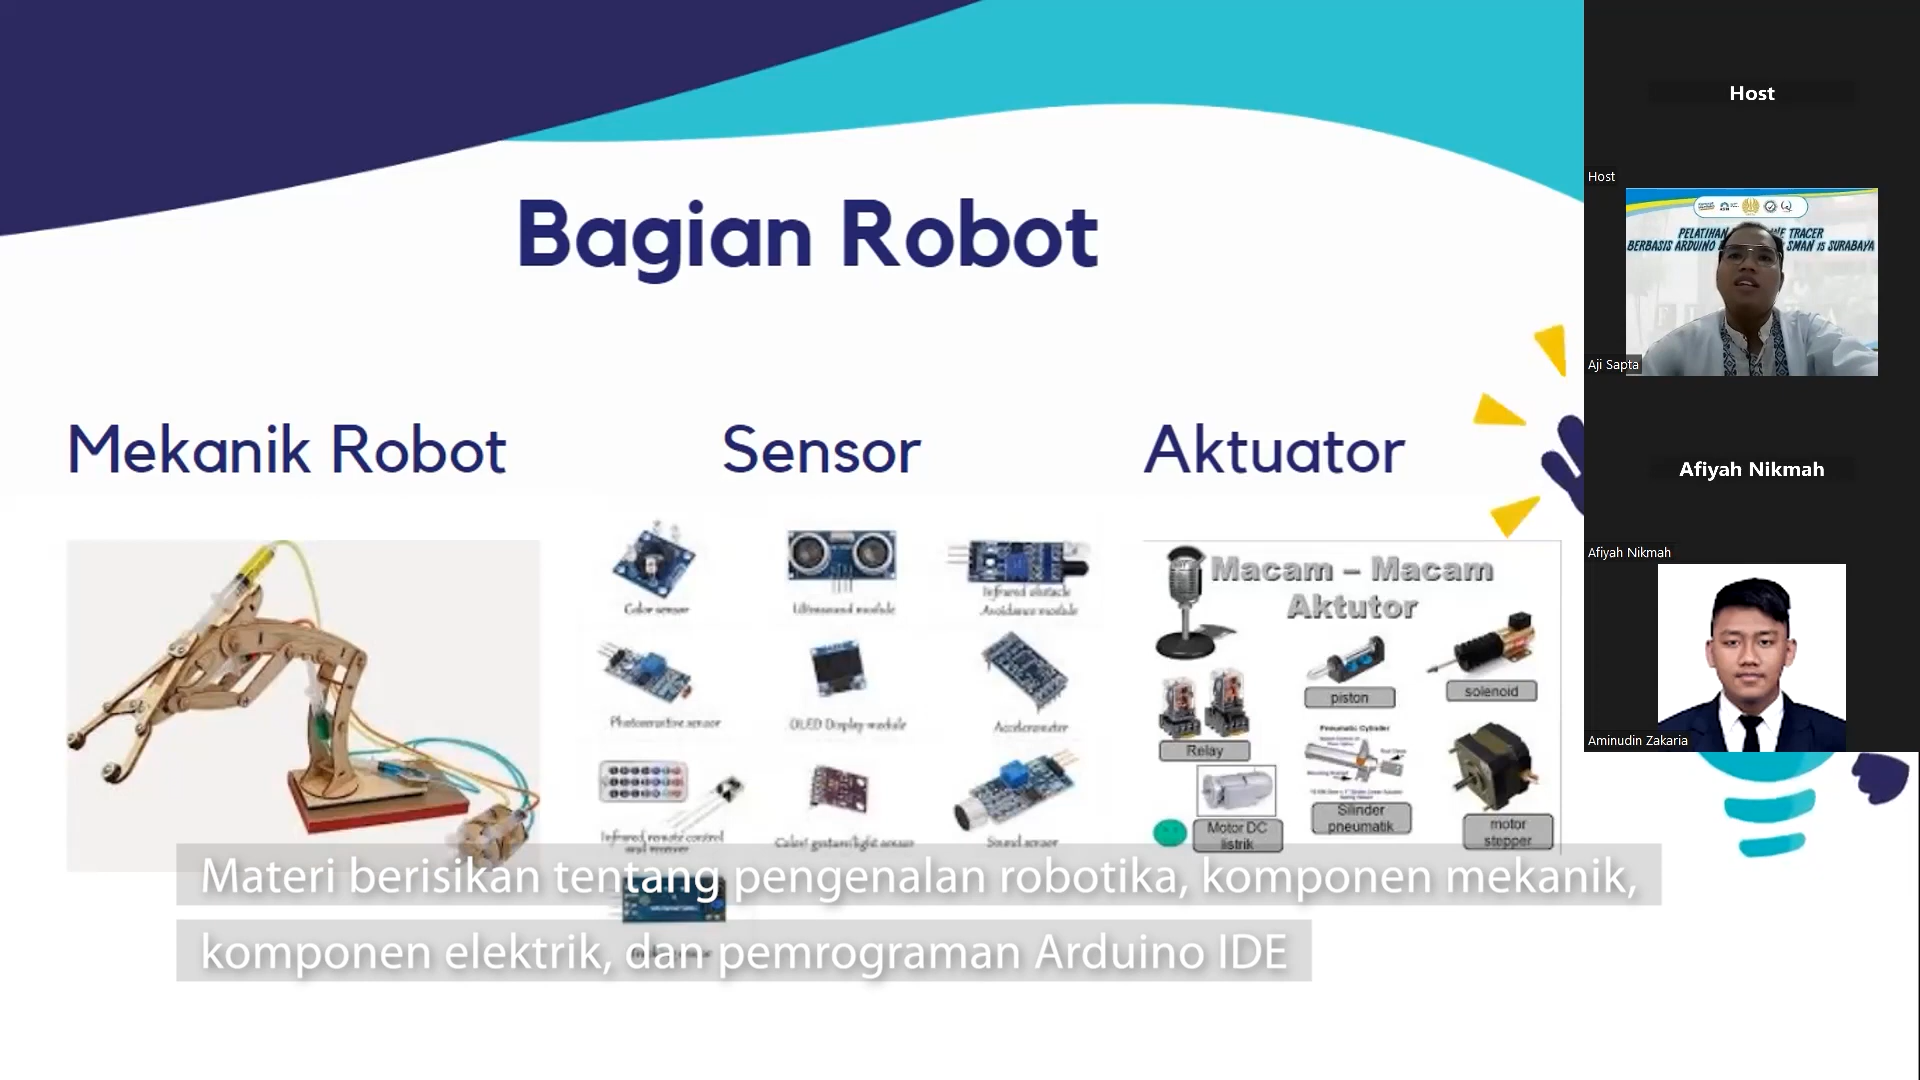 Bagian Robot
Mekanik Robot
Sensor
Aktuator
Color sensor
Ultrasound module
Infrared obstacle
Avoidance module
Photosensitive sensor
OLED Display module
Accelerometer
Infrared remote control
and receiver
Color/ gesture/light sensor
Sound sensor
Macam – Macam
Aktutor
piston
solenoid
Relay
Pneumatic Cylinder
Motor DC
listrik
Silinder
pneumatik
motor
stepper
Materi berisikan tentang pengenalan robotika, komponen mekanik,
komponen elektrik, dan pemrograman Arduino IDE
Host
Host
PELATIHAN TRACER
BERBASIS ARDUINO SMAN 15 SURABAYA
Aji Sapta
Afiyah Nikmah
Afiyah Nikmah
Aminudin Zakaria